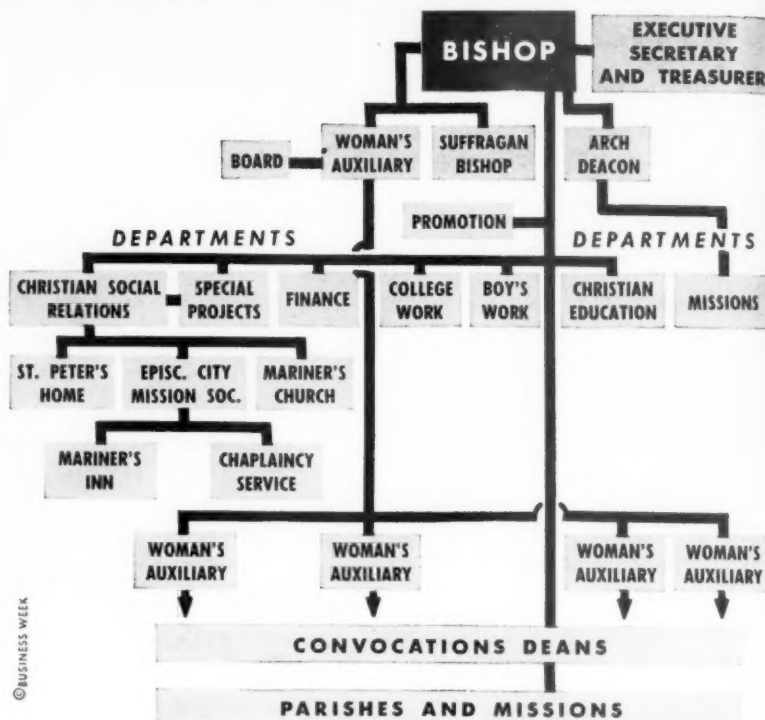 BISHOP
EXECUTIVE
SECRETARY
AND TREASURER
BOARD
WOMAN'S
AUXILIARY
SUFFRAGAN
BISHOP
ARCH
DEACON
PROMOTION
DEPARTMENTS
DEPARTMENTS
CHRISTIAN SOCIAL
RELATIONS
SPECIAL
PROJECTS
FINANCE
COLLEGE
WORK
BOY'S
WORK
CHRISTIAN
EDUCATION
MISSIONS
ST. PETER'S
HOME
EPISC. CITY
MISSION SOC.
MARINER'S
CHURCH
MARINER'S
INN
CHAPLAINCY
SERVICE
WOMAN'S
AUXILIARY
WOMAN'S
AUXILIARY
WOMAN'S
AUXILIARY
WOMAN'S
AUXILIARY
CONVOCATIONS DEANS
PARISHES AND MISSIONS
©BUSINESS WEEK